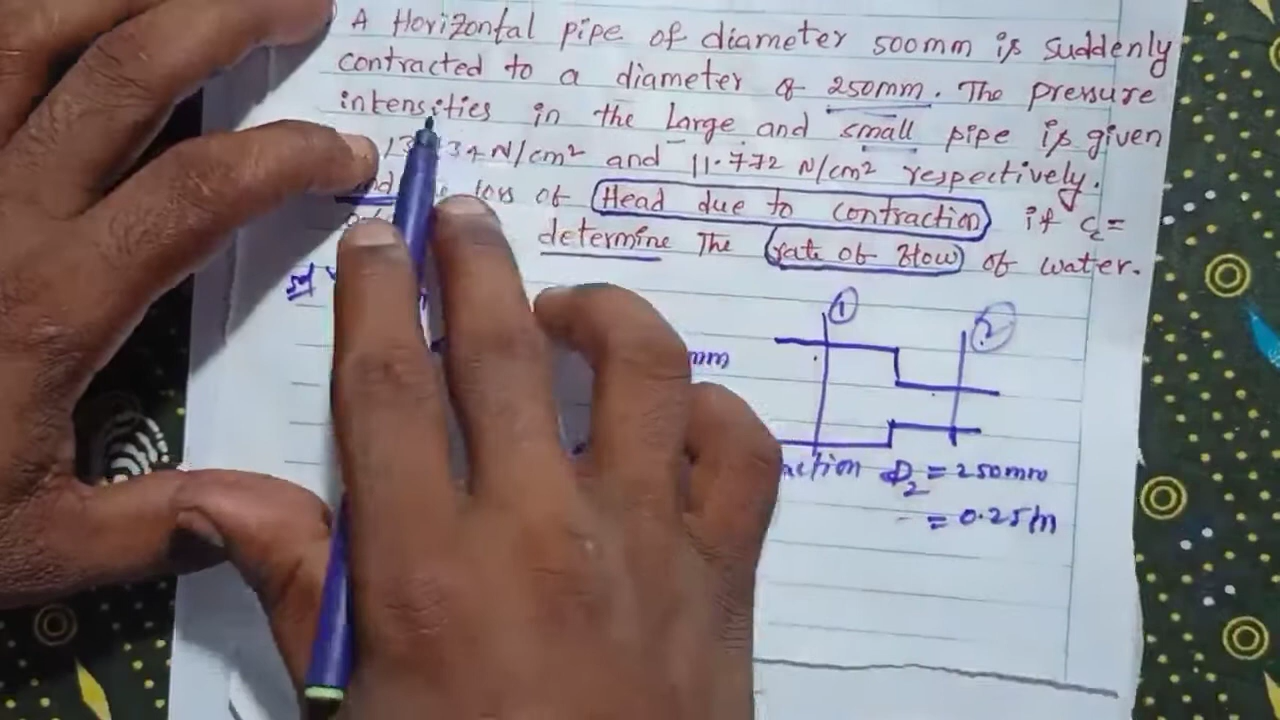 A Horizontal pipe of diameter 500mm is suddenly
contracted to a diameter of 250mm. The pressure
intensities in the Large and small pipe is given
N/cm² and 11.772 N/cm² respectively.
loss of Head due to contraction if Cc=
determine The rate of flow of water.
sol
① ②
mm
D₂ = 250mm
= 0.25m